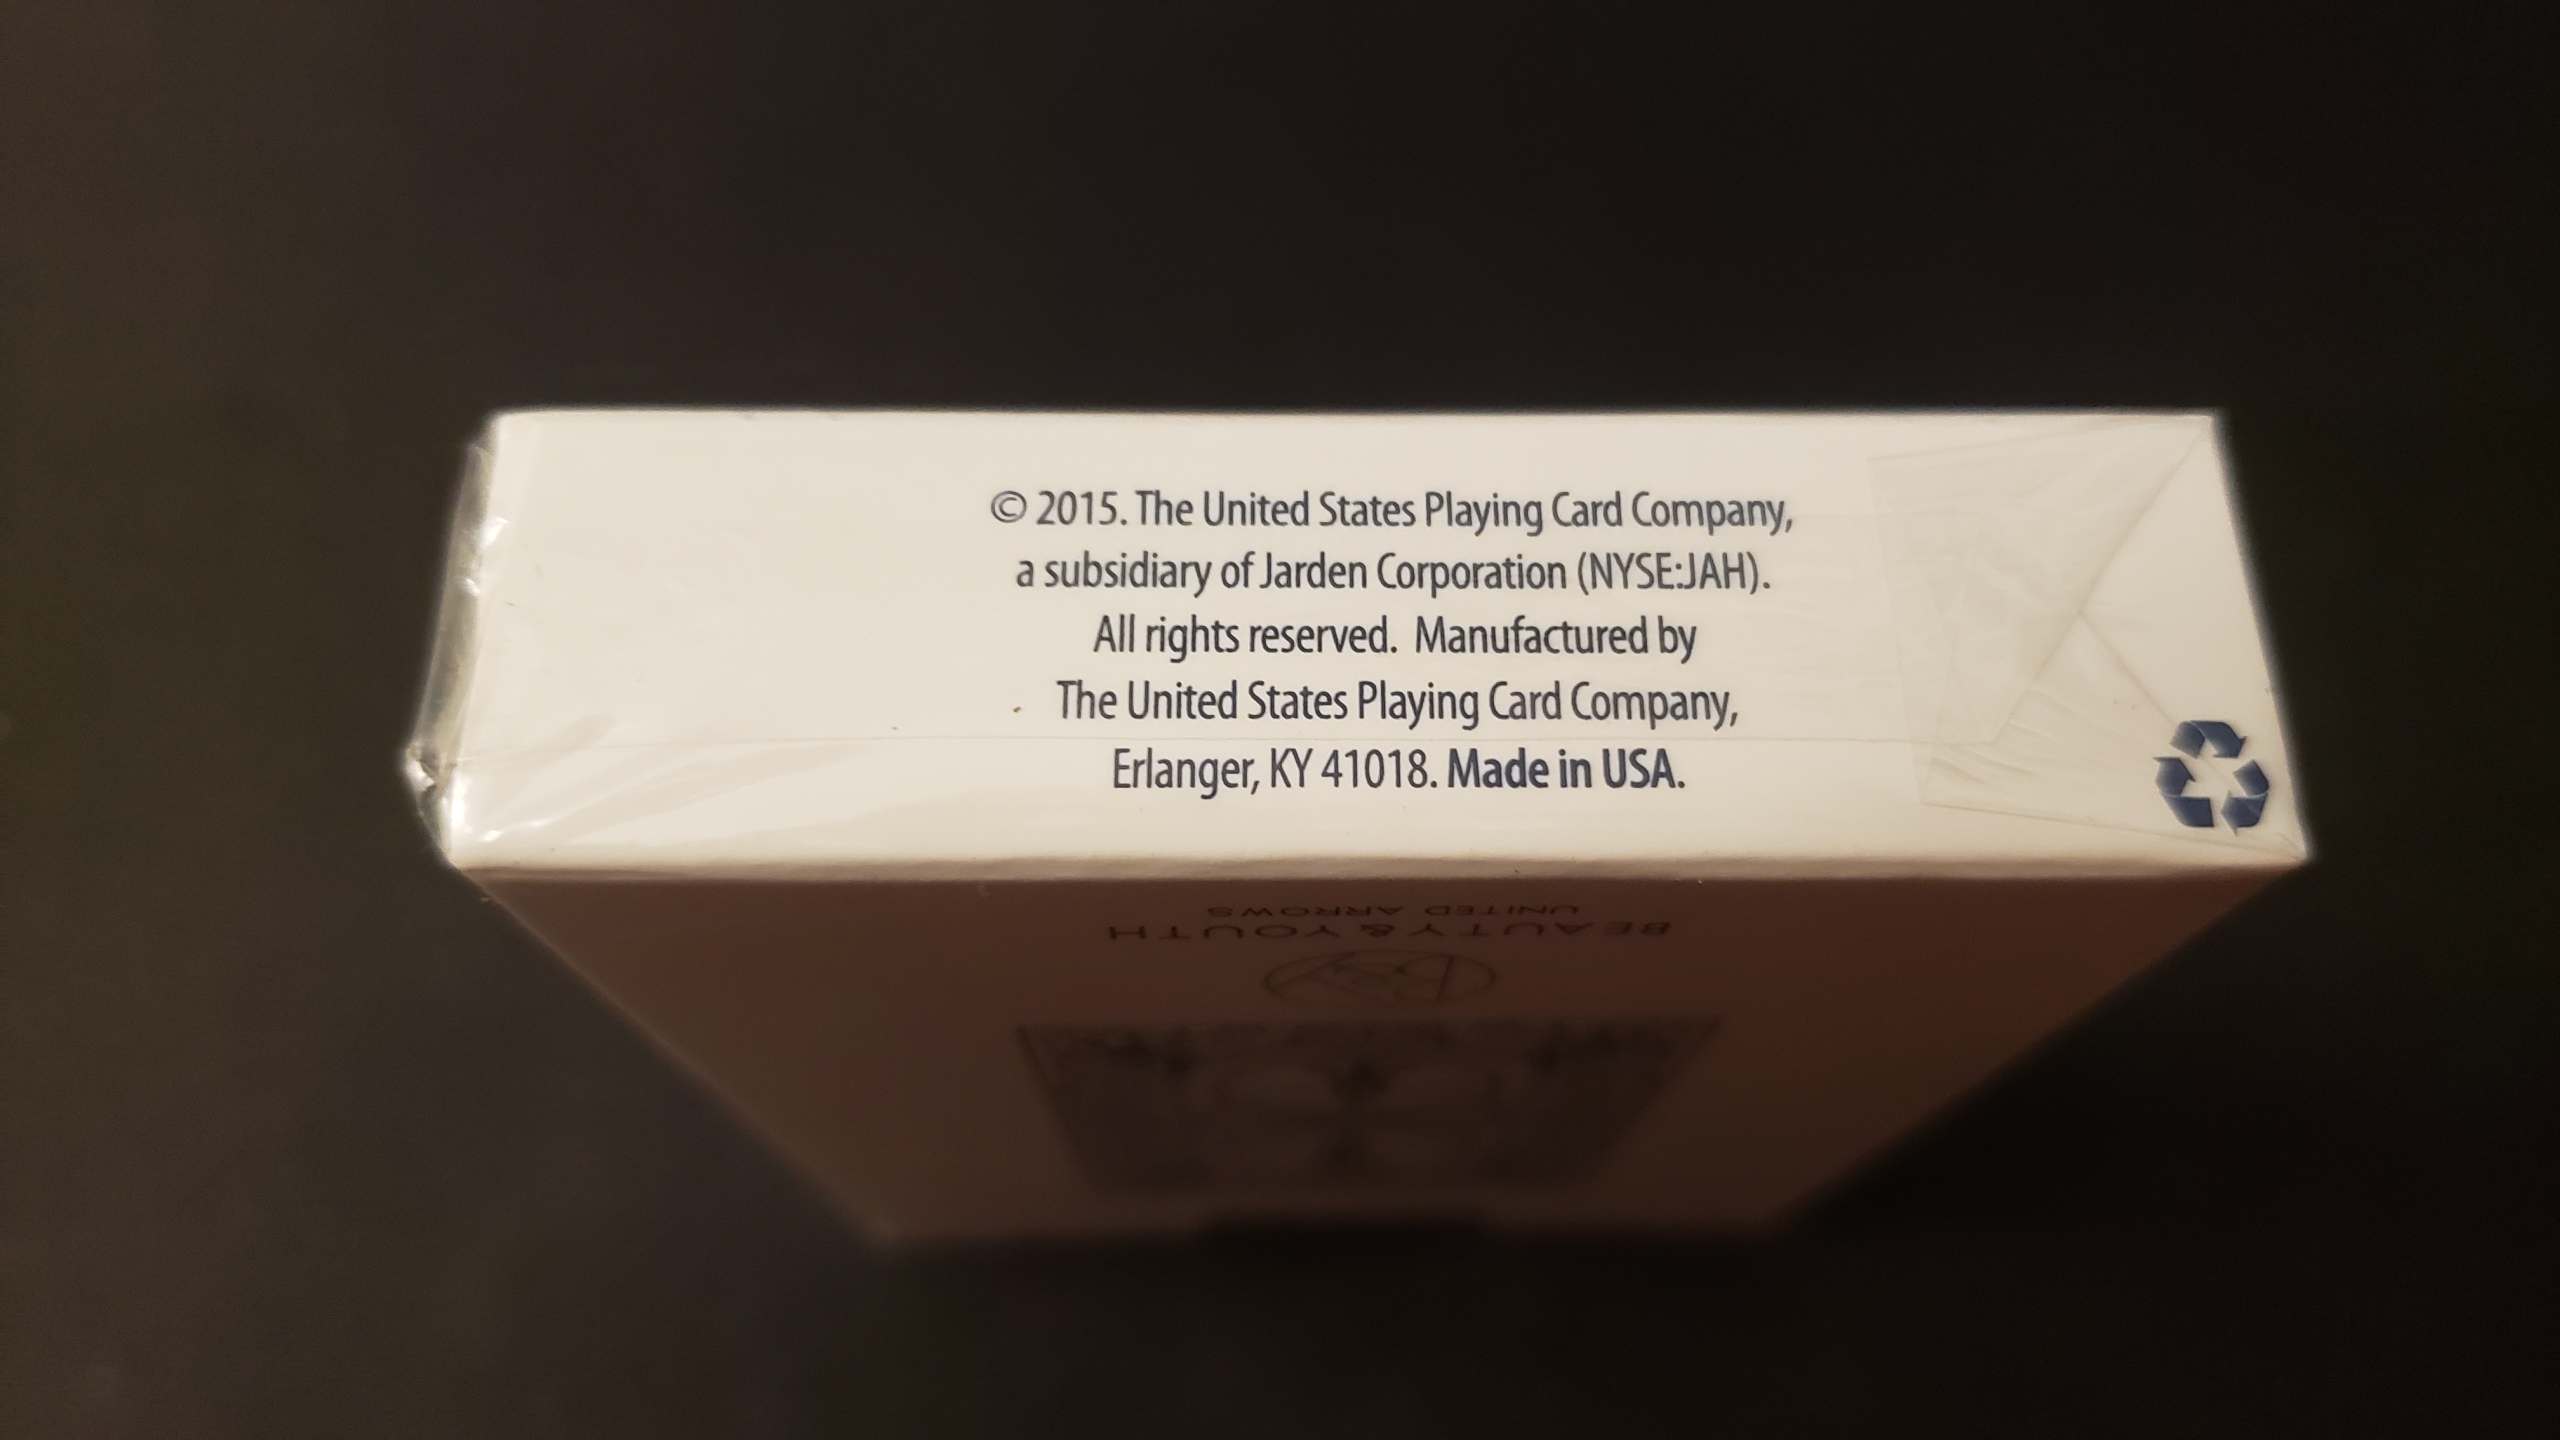 © 2015. The United States Playing Card Company,
a subsidiary of Jarden Corporation (NYSE:JAH).
All rights reserved. Manufactured by
The United States Playing Card Company,
Erlanger, KY 41018. Made in USA.
BEAUTY & YOUTH
UNITED ARROWS